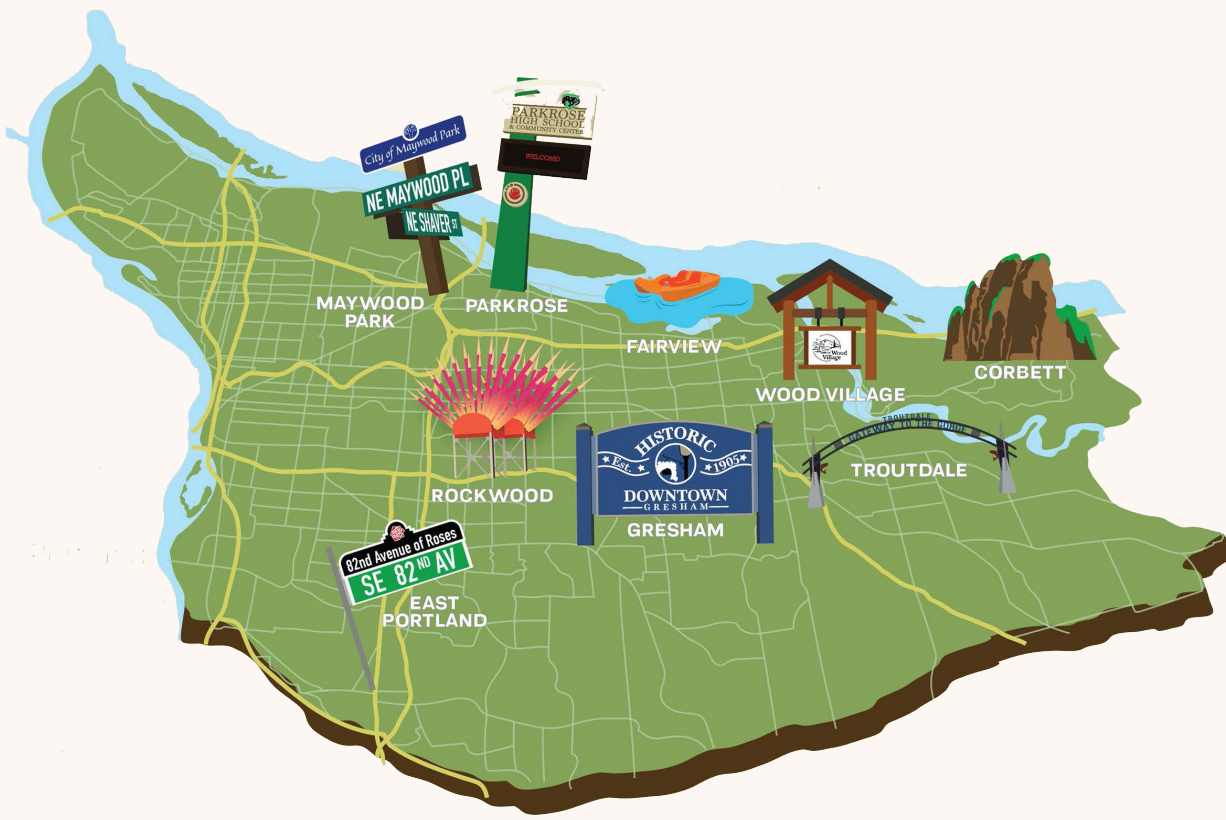 PARKROSE
HIGH SCHOOL
& COMMUNITY CENTER
WELCOME!
City of Maywood Park
NE MAYWOOD PL
NE SHAVER ST
MAYWOOD
PARK
PARKROSE
FAIRVIEW
Wood
Village
WOOD VILLAGE
CORBETT
TROUTDALE
GATEWAY TO THE GORGE
TROUTDALE
ROCKWOOD
HISTORIC
Est. 1905
DOWNTOWN
GRESHAM
GRESHAM
82nd Avenue of Roses
SE 82ND AV
EAST
PORTLAND